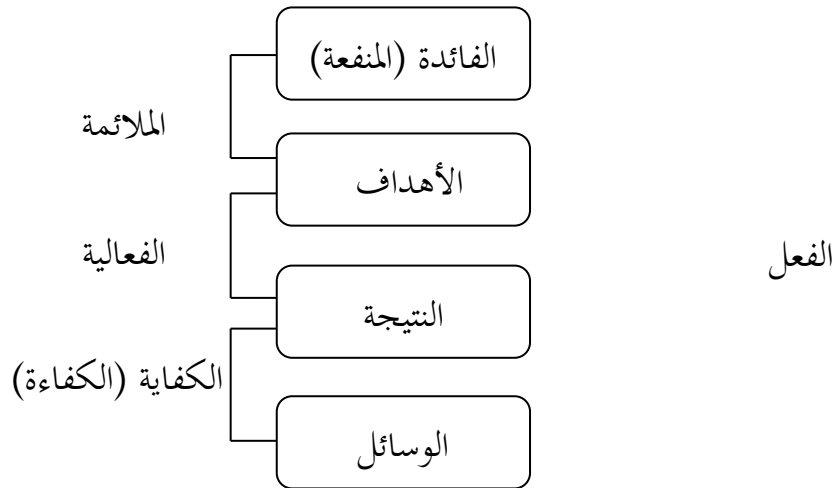 الفائدة (المنفعة)
الملائمة
الأهداف
الفعالية
الفعل
النتيجة
الكفاية (الكفاءة)
الوسائل